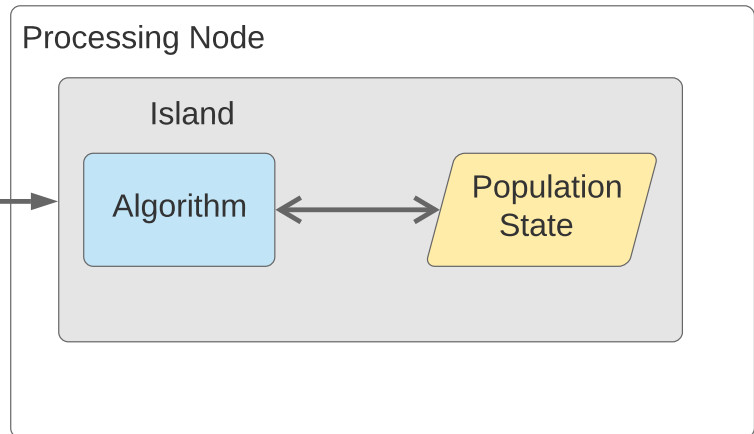 Processing Node
Island
Algorithm
Population
State